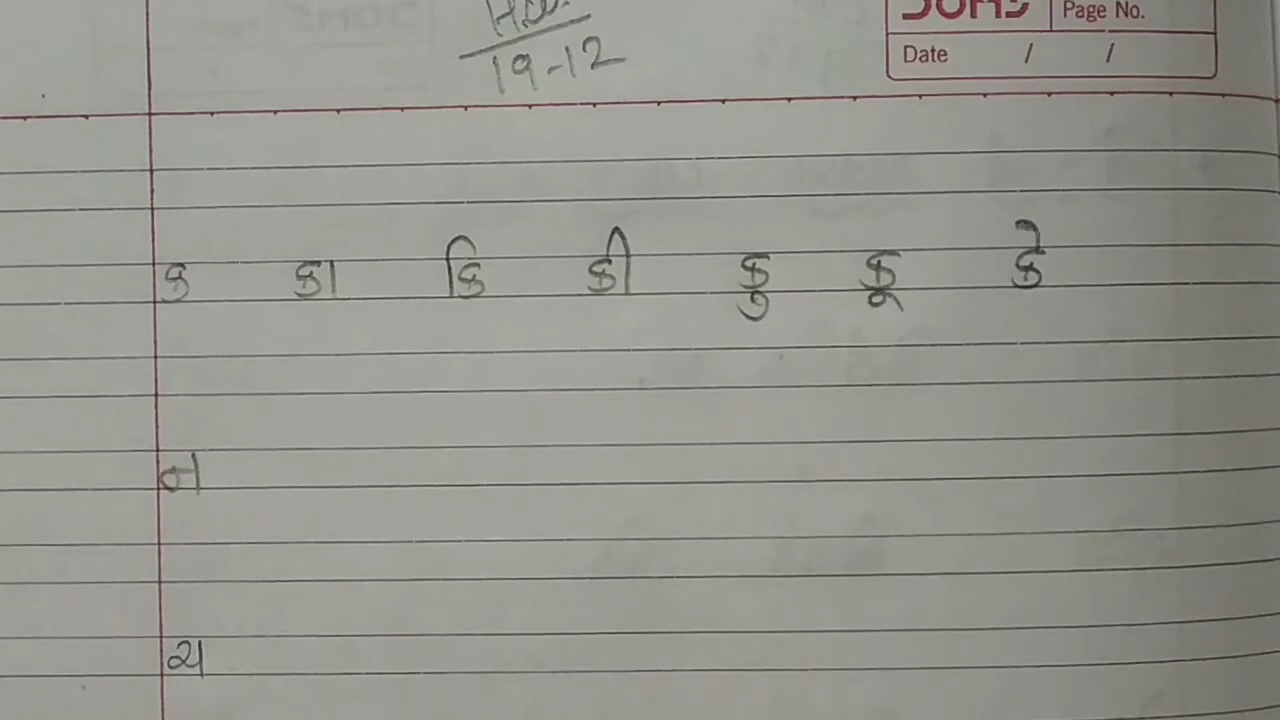 19-12
Page No.
Date / /
ક કા કિ કી કુ કૂ કે
ન
થ